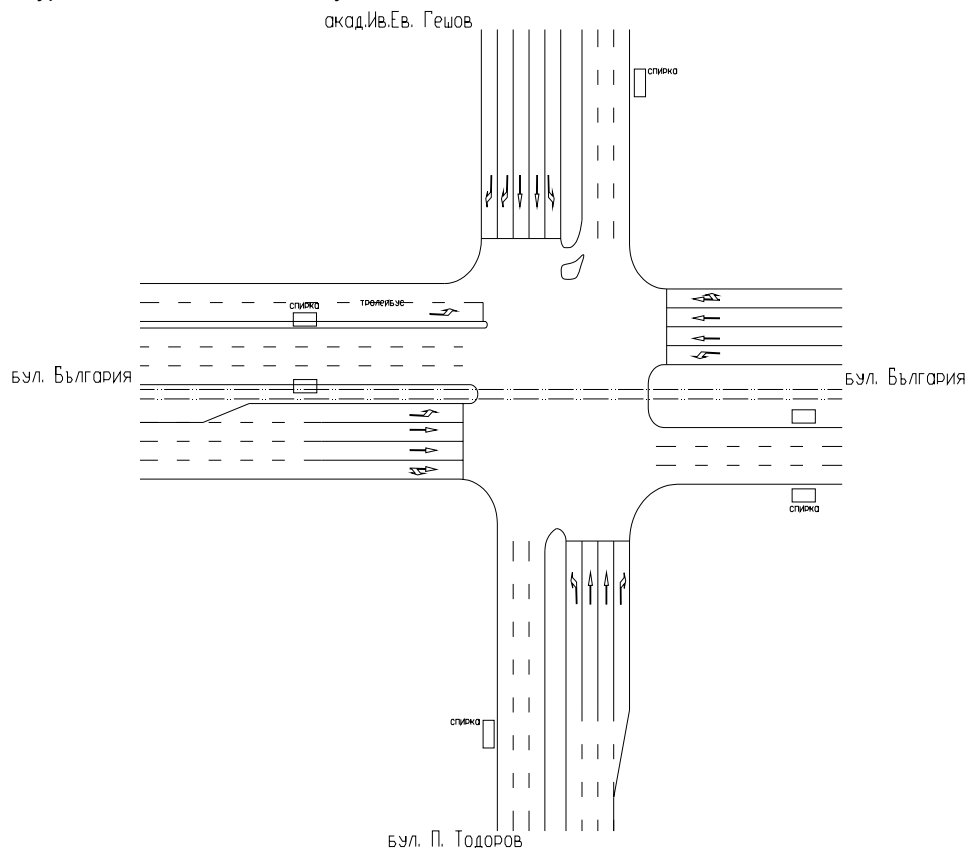 акад.Ив.Ев. Гешов
спирка
спирка
тролейбус
бул. България
бул. България
спирка
спирка
бул. П. Тодоров